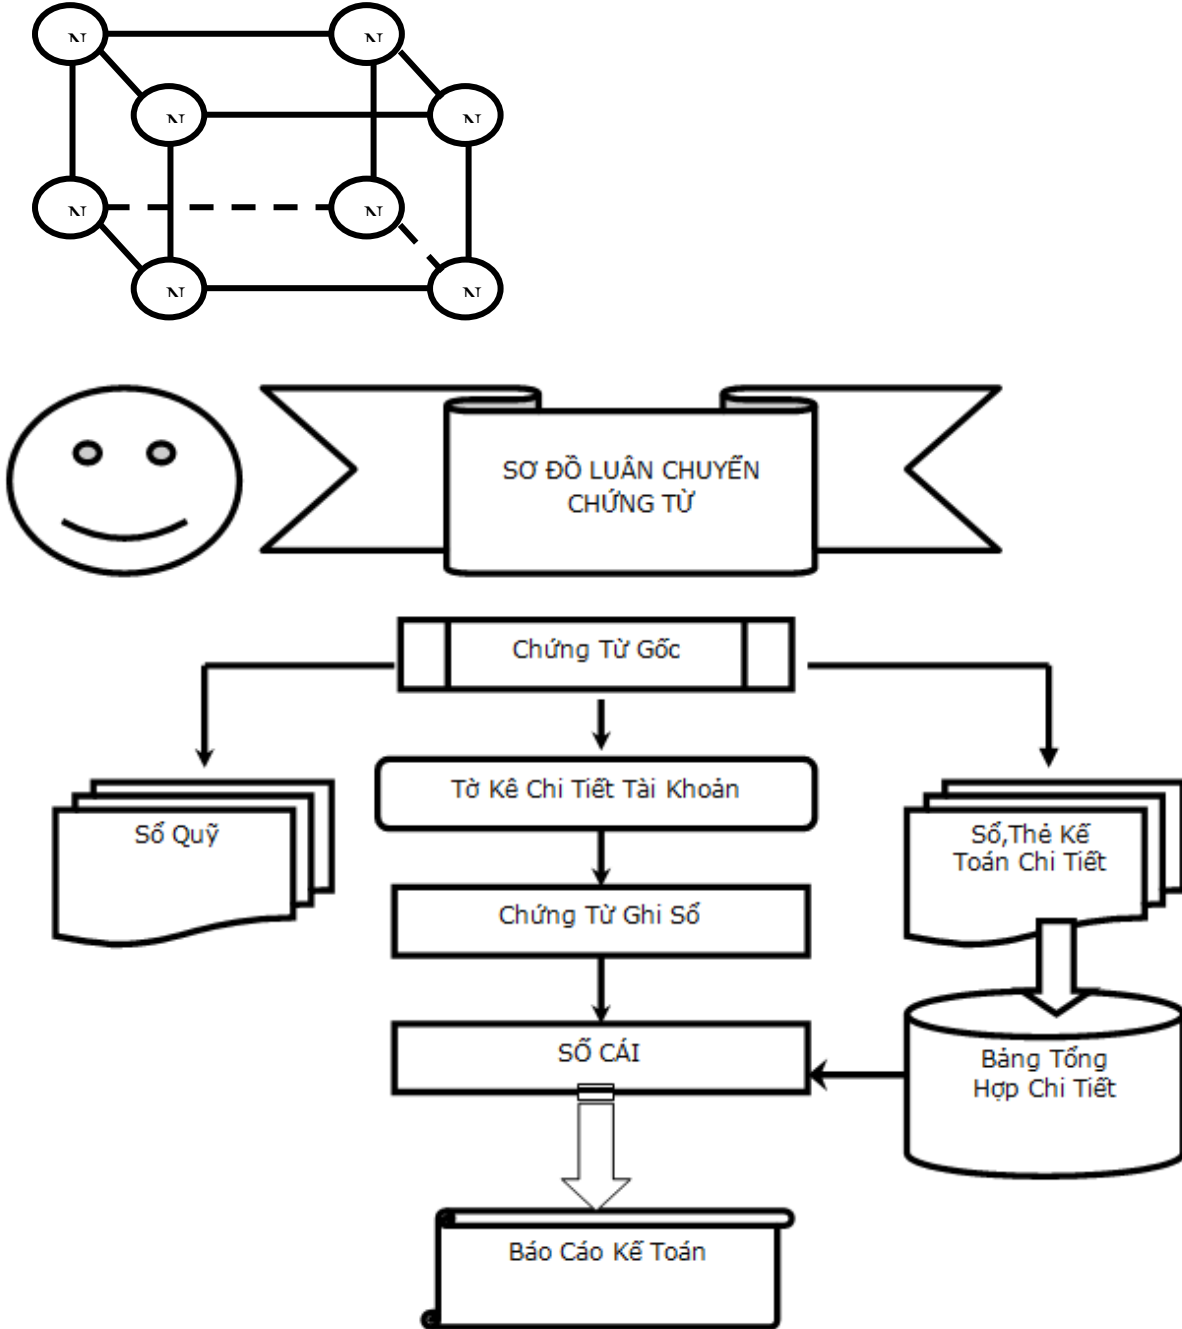 N
N
N
N
N
N
N
N
SƠ ĐỒ LUÂN CHUYỂN
CHỨNG TỪ
Chứng Từ Gốc
Tờ Kê Chi Tiết Tài Khoản
Sổ Quỹ
Sổ,Thẻ Kế
Toán Chi Tiết
Chứng Từ Ghi Sổ
SỔ CÁI
Bảng Tổng
Hợp Chi Tiết
Báo Cáo Kế Toán